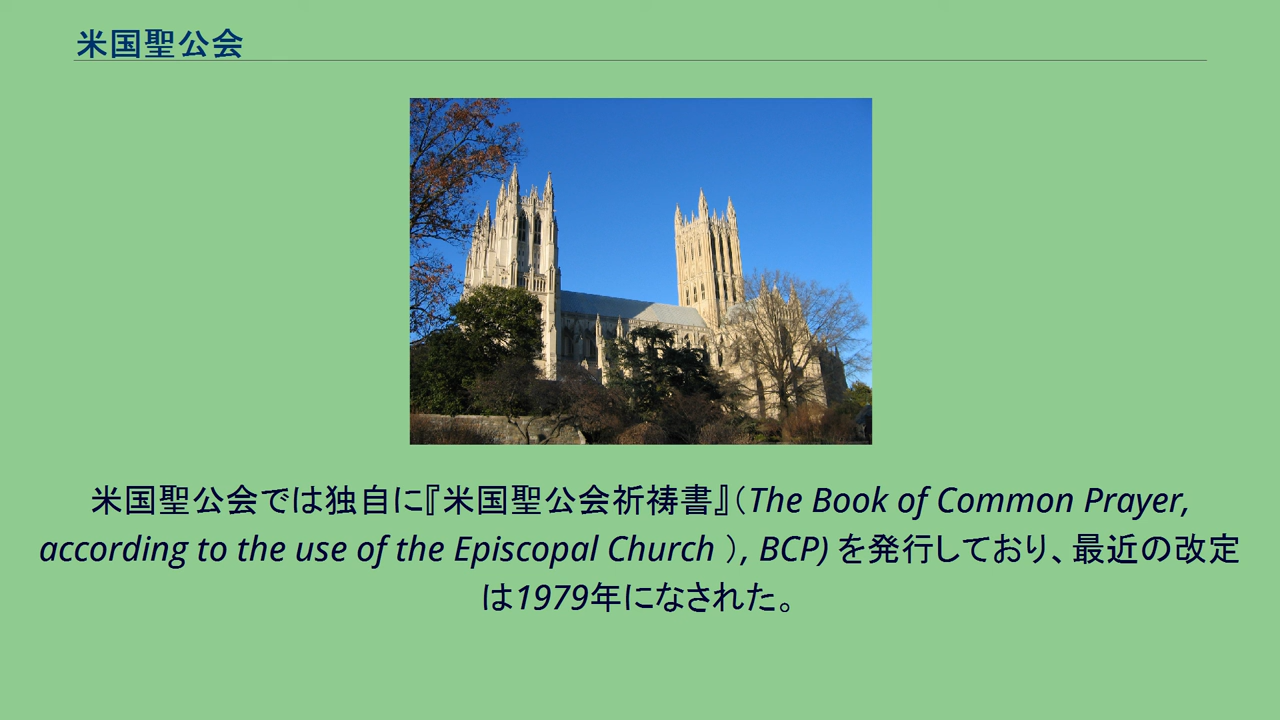 米国聖公会
米国聖公会では独自に『米国聖公会祈祷書』（The Book of Common Prayer,
according to the use of the Episcopal Church ）, BCP) を発行しており、最近の改定
は1979年になされた。